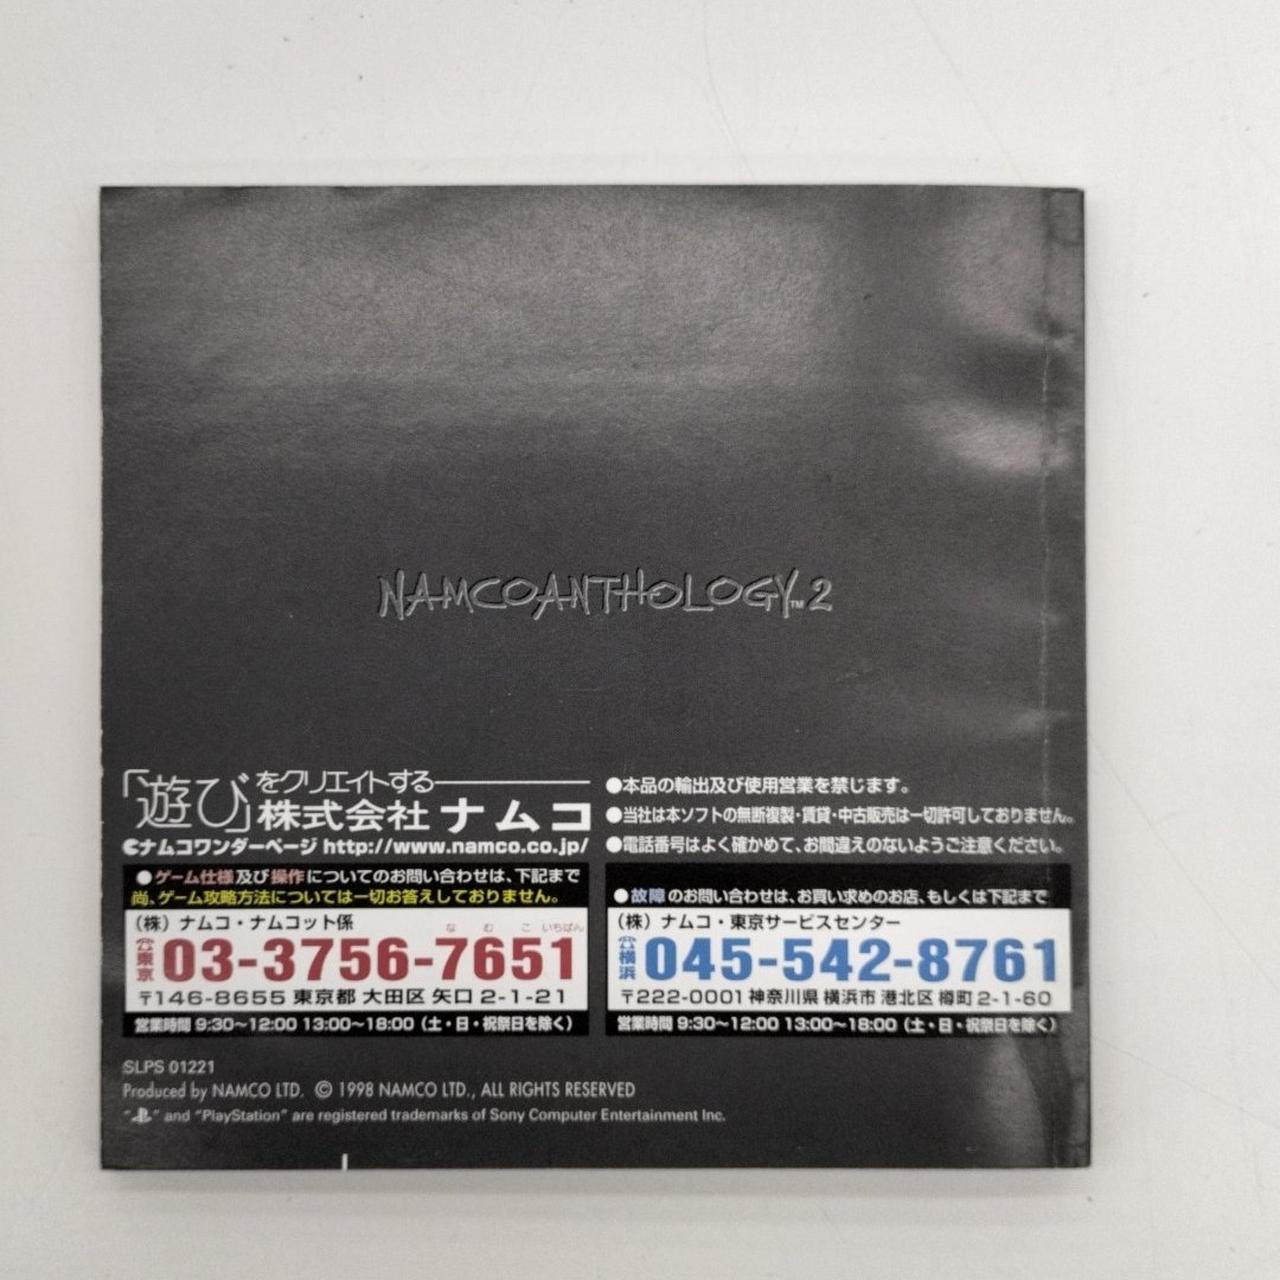 NAMCOANTHOLOGY™2
「遊び」をクリエイトする
株式会社ナムコ
ナムコワンダーページ http://www.namco.co.jp/
●ゲーム仕様及び操作についてのお問い合わせは、下記まで
尚、ゲーム攻略方法については一切お答えしておりません。
(株)ナムコ・ナムコット係
な む こ いちばん
☎東京 03-3756-7651
〒146-8655 東京都 大田区 矢口 2-1-21
営業時間 9:30〜12:00 13:00〜18:00(土・日・祝祭日を除く)
●本品の輸出及び使用営業を禁じます。
●当社は本ソフトの無断複製・賃貸・中古販売は一切許可しておりません。
●電話番号はよく確かめて、お間違えのないようご注意ください。
●故障のお問い合わせは、お買い求めのお店、もしくは下記まで
(株)ナムコ・東京サービスセンター
☎横浜 045-542-8761
〒222-0001 神奈川県 横浜市 港北区 樽町 2-1-60
営業時間 9:30〜12:00 13:00〜18:00(土・日・祝祭日を除く)
SLPS 01221
Produced by NAMCO LTD. © 1998 NAMCO LTD., ALL RIGHTS RESERVED
" " and "PlayStation" are registered trademarks of Sony Computer Entertainment Inc.